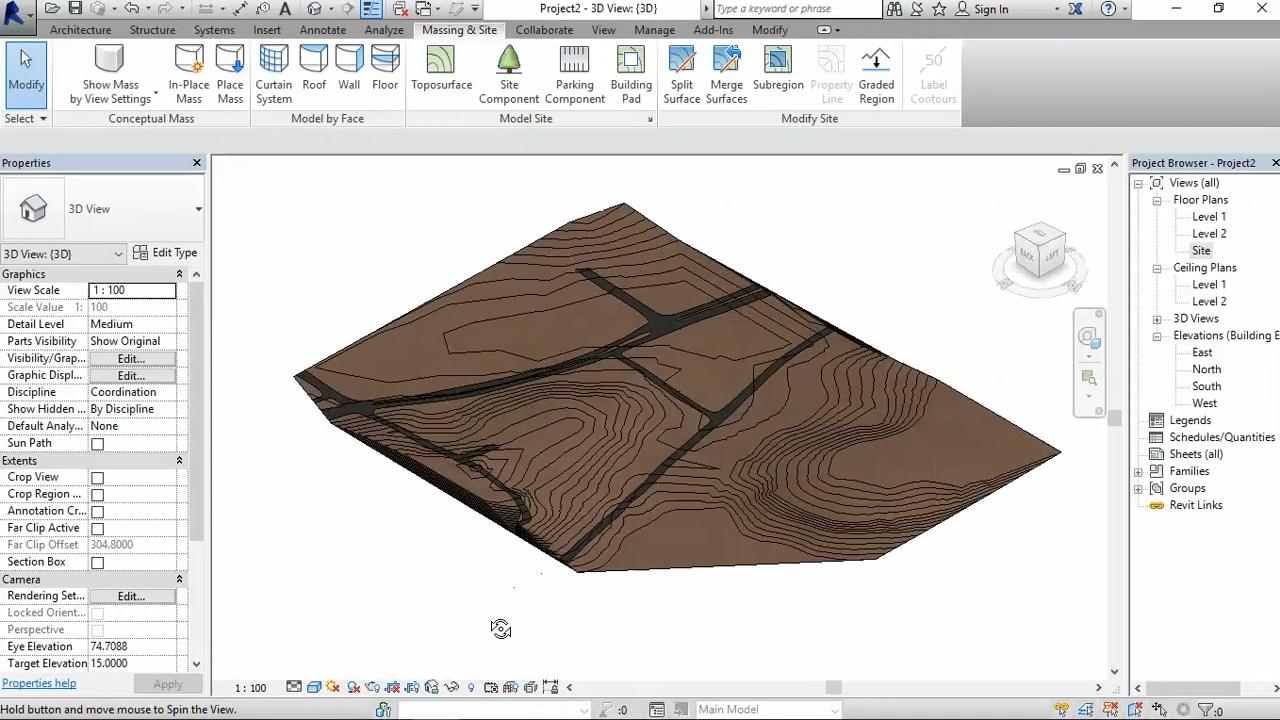 Project2 - 3D View: {3D}
Type a keyword or phrase
Sign In
Architecture Structure Systems Insert Annotate Analyze Massing & Site Collaborate View Manage Add-Ins Modify
Modify
Show Mass
by View Settings
In-Place
Mass
Place
Mass
Curtain
System
Roof
Wall
Floor
Toposurface
Site
Component
Parking
Component
Building
Pad
Split
Surface
Merge
Surfaces
Subregion
Property
Line
Graded
Region
50
Label
Contours
Select
Conceptual Mass
Model by Face
Model Site
Modify Site
Properties
3D View
3D View: {3D}
Edit Type
Graphics
View Scale 1 : 100
Scale Value 1: 100
Detail Level Medium
Parts Visibility Show Original
Visibility/Grap... Edit...
Graphic Displ... Edit...
Discipline Coordination
Show Hidden ... By Discipline
Default Analy... None
Sun Path
Extents
Crop View
Crop Region ...
Annotation Cr...
Far Clip Active
Far Clip Offset 304.8000
Section Box
Camera
Rendering Set... Edit...
Locked Orient...
Perspective
Eye Elevation 74.7088
Target Elevation 15.0000
Properties help
Apply
LEFT
Project Browser - Project2
Views (all)
Floor Plans
Level 1
Level 2
Site
Ceiling Plans
Level 1
Level 2
3D Views
Elevations (Building E
East
North
South
West
Legends
Schedules/Quantities
Sheets (all)
Families
Groups
Revit Links
1 : 100
Hold button and move mouse to Spin the View.
:0
Main Model
:0